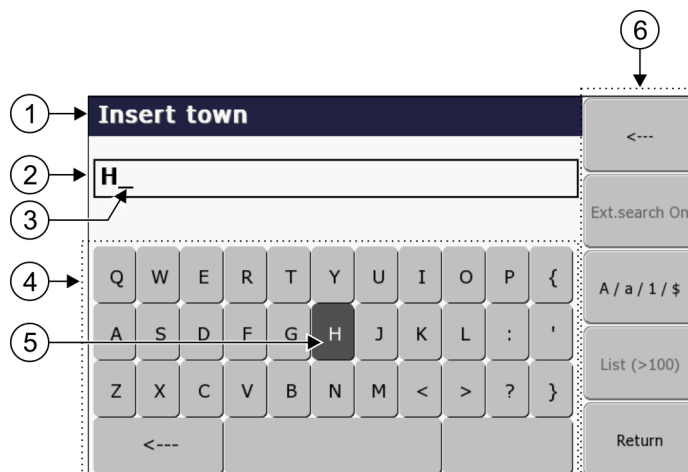 6
1
Insert town
<---
2
H_
3
Ext.search On
4
Q W E R T Y U I O P {
A / a / 1 / $
5
A S D F G H J K L : '
List (>100)
Z X C V B N M < > ? }
<---
Return